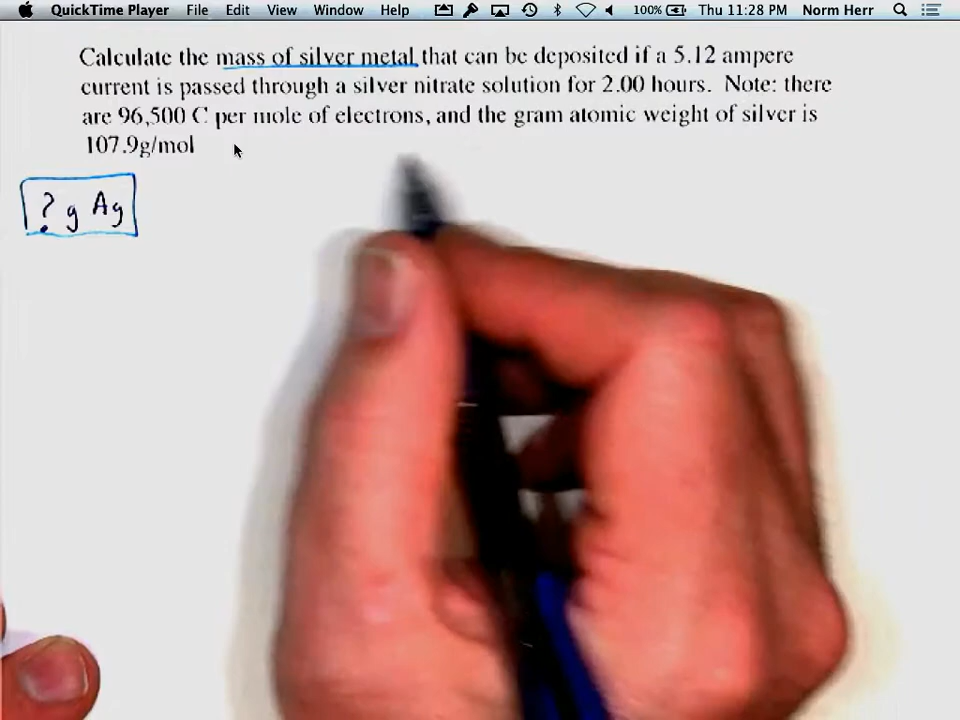 QuickTime Player File Edit View Window Help 100% Thu 11:28 PM Norm Herr
Calculate the mass of silver metal that can be deposited if a 5.12 ampere
current is passed through a silver nitrate solution for 2.00 hours. Note: there
are 96,500 C per mole of electrons, and the gram atomic weight of silver is
107.9g/mol
? g Ag